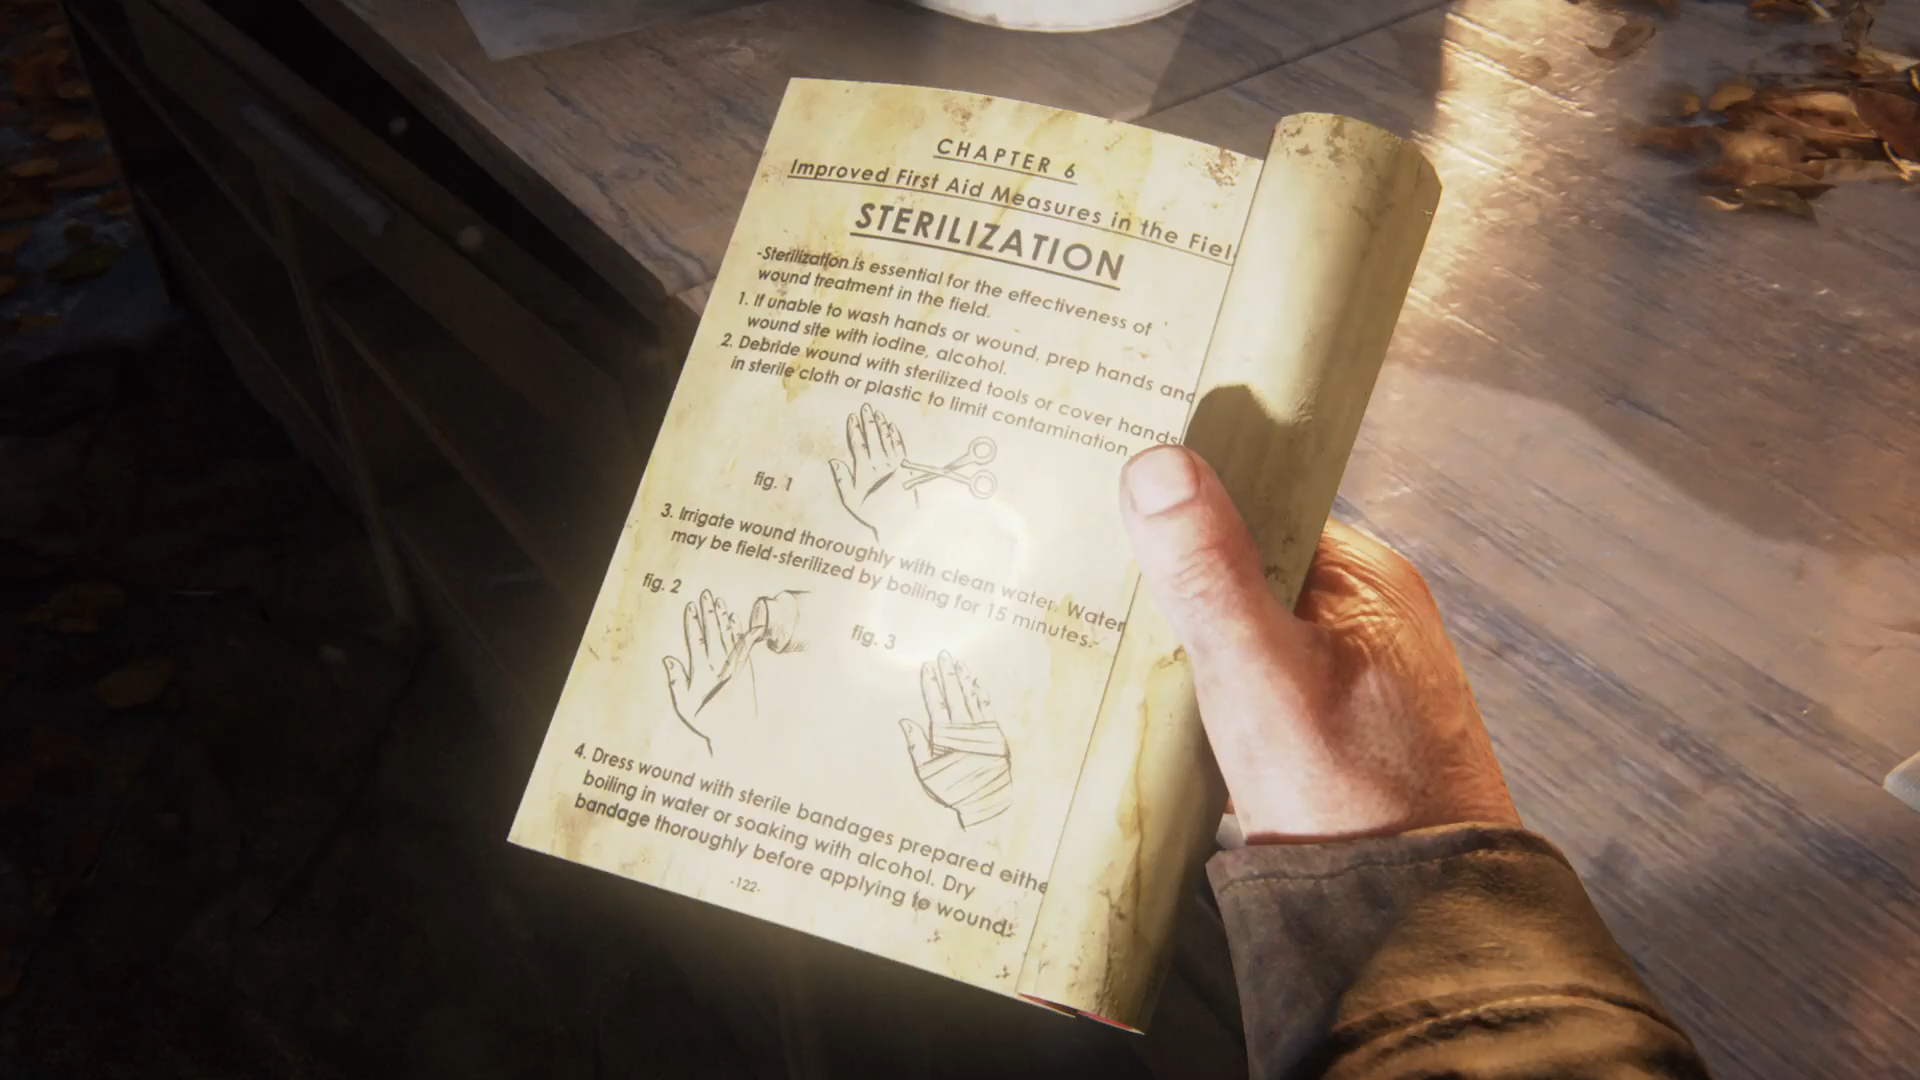 CHAPTER 6
Improved First Aid Measures in the Fiel
STERILIZATION
-Sterilization is essential for the effectiveness of
wound treatment in the field.
1. If unable to wash hands or wound, prep hands and
wound site with iodine, alcohol.
2. Debride wound with sterilized tools or cover hands
in sterile cloth or plastic to limit contamination.
fig. 1
3. Irrigate wound thoroughly with clean water. Water
may be field-sterilized by boiling for 15 minutes.-
fig. 2
fig. 3
4. Dress wound with sterile bandages prepared eithe
boiling in water or soaking with alcohol. Dry
bandage thoroughly before applying to wound.
-122-